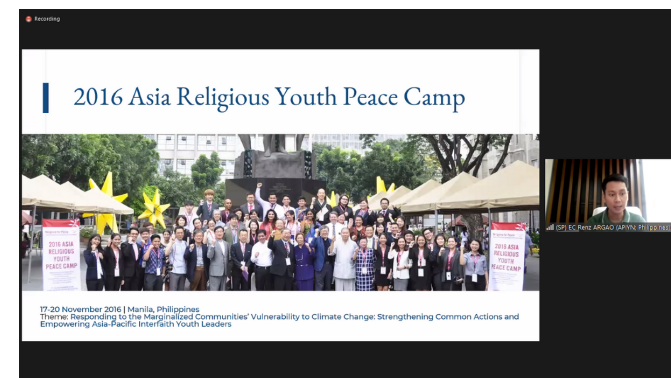 Recording
2016 Asia Religious Youth Peace Camp
2016 ASIA
RELIGIOUS
YOUTH
PEACE CAMP
2016 ASIA
RELIGIOUS
YOUTH
PEACE CAMP
(SP) EC Renz ARGAO (APIYN; Philippines)
17-20 November 2016 | Manila, Philippines
Theme: Responding to the Marginalized Communities' Vulnerability to Climate Change: Strengthening Common Actions and
Empowering Asia-Pacific Interfaith Youth Leaders